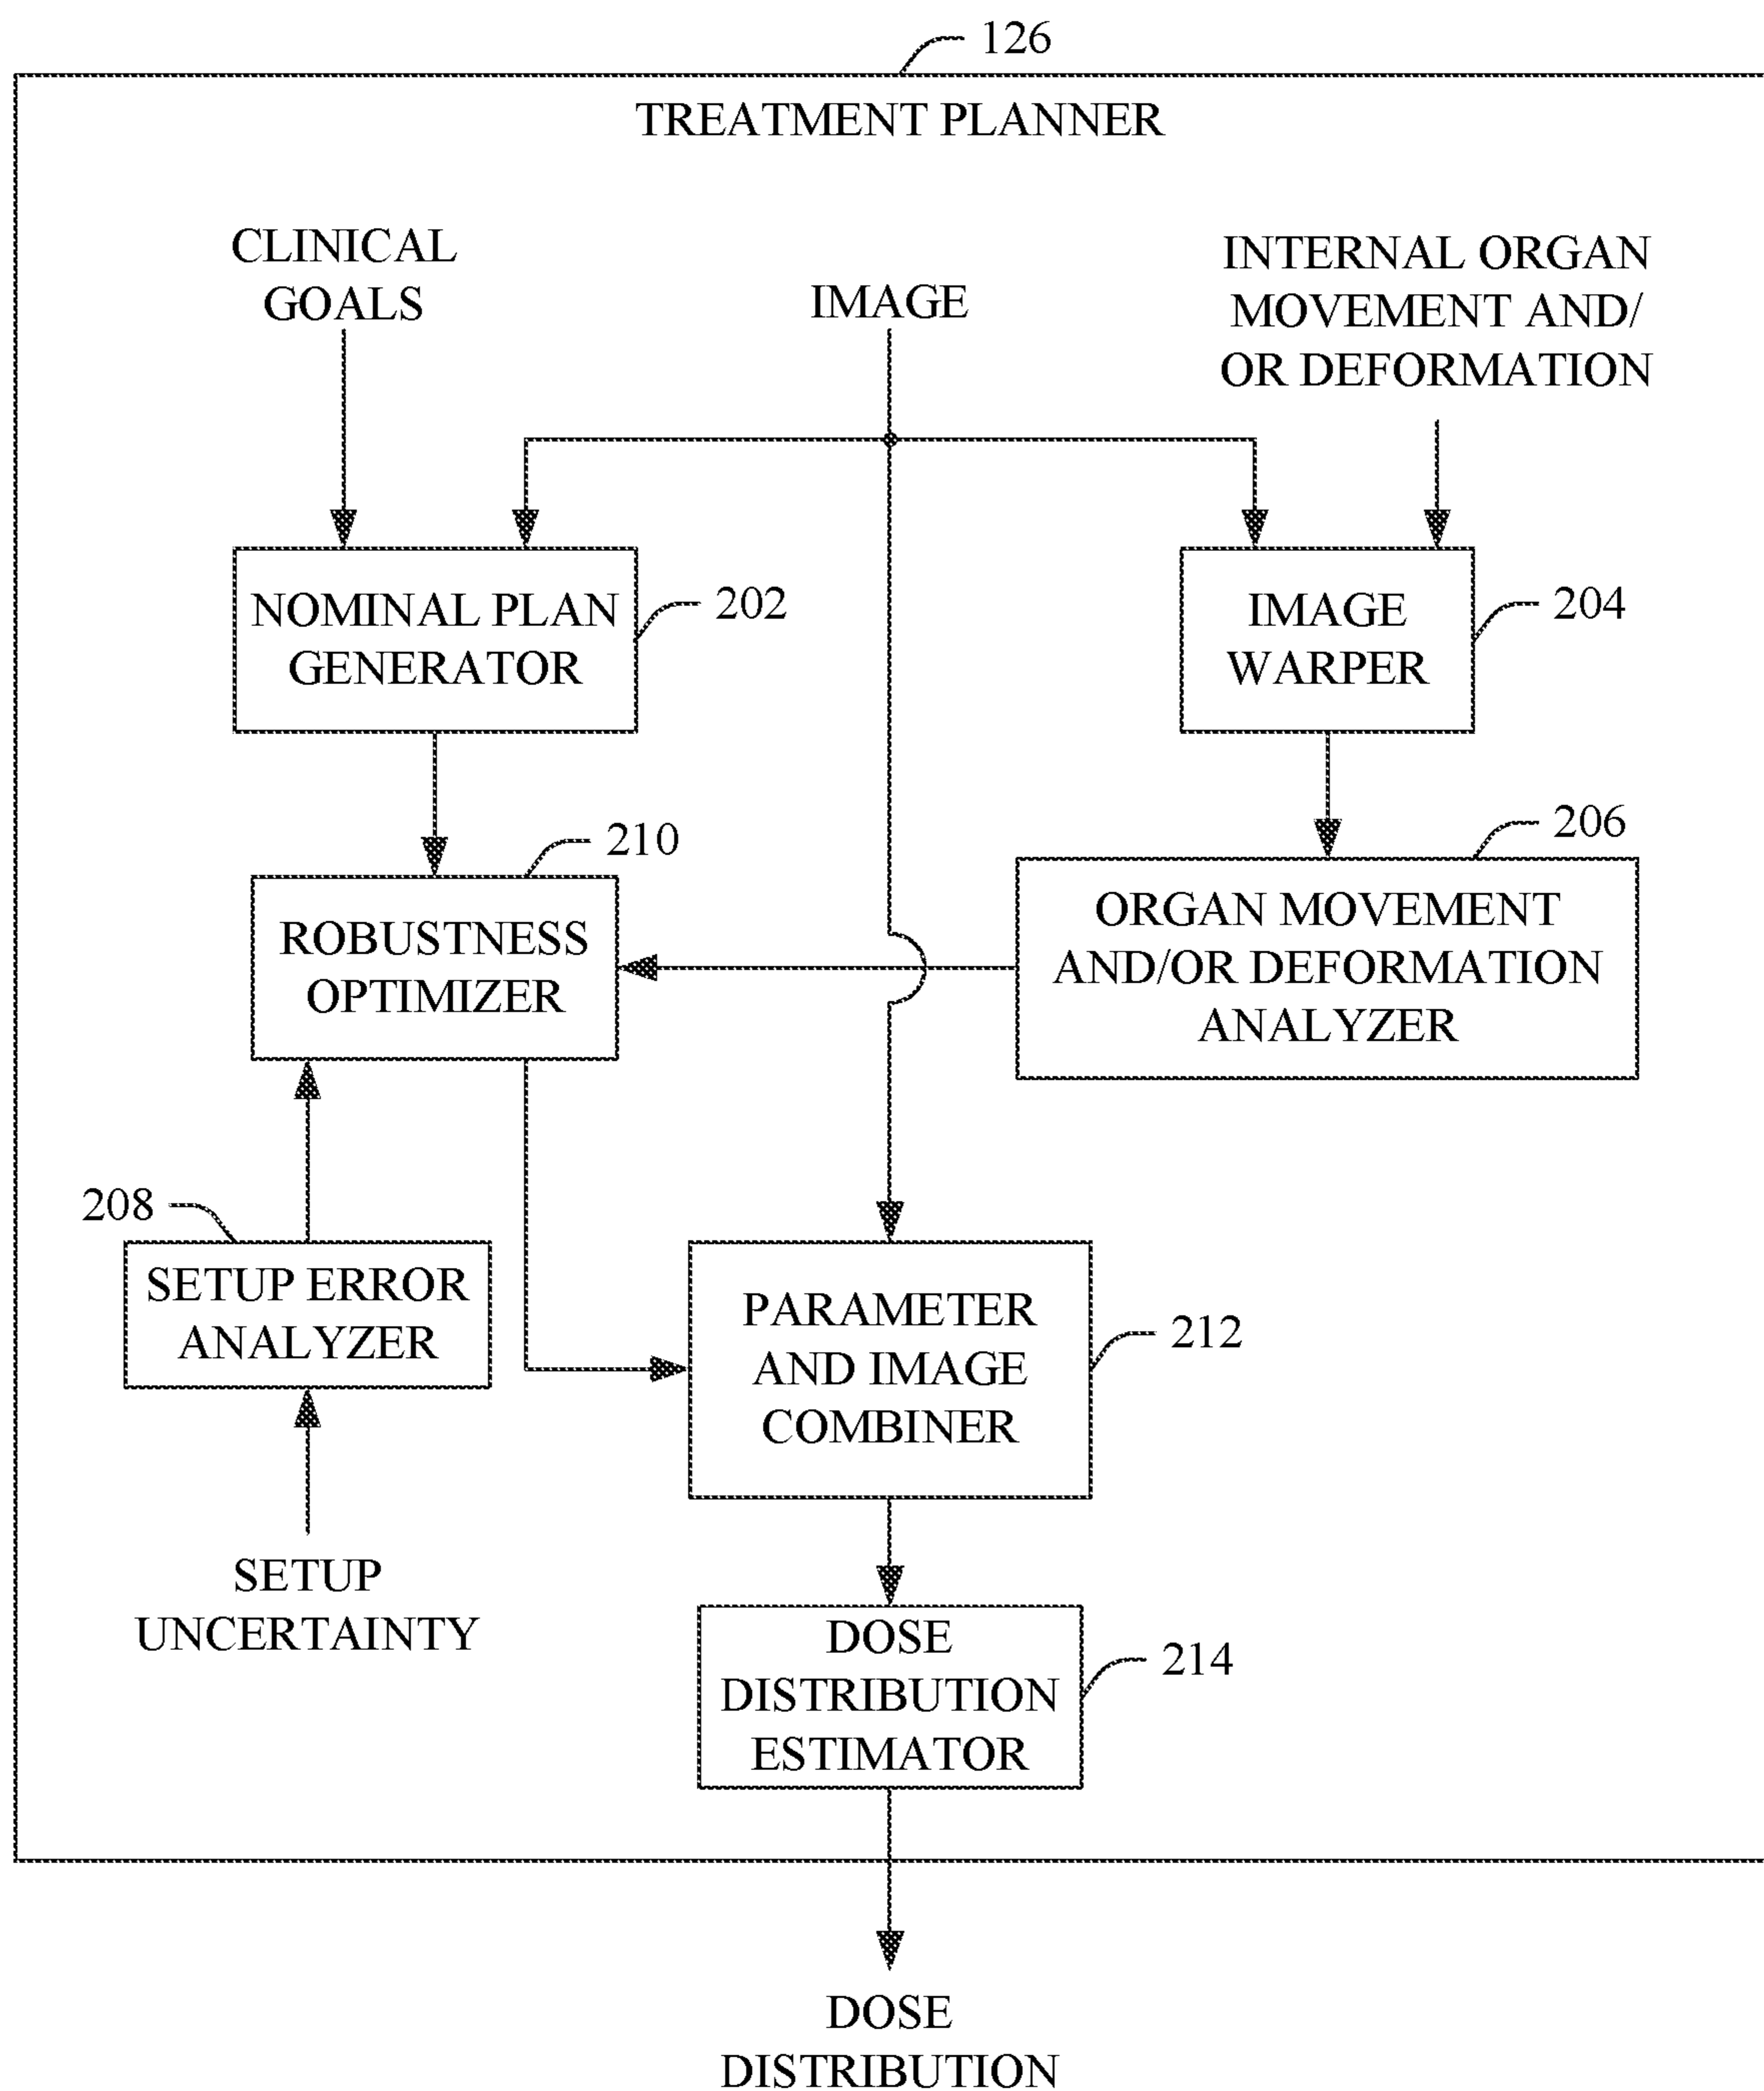 126
TREATMENT PLANNER
CLINICAL
GOALS
IMAGE
INTERNAL ORGAN
MOVEMENT AND/
OR DEFORMATION
NOMINAL PLAN
GENERATOR
202
IMAGE
WARPER
204
210
206
ROBUSTNESS
OPTIMIZER
ORGAN MOVEMENT
AND/OR DEFORMATION
ANALYZER
208
SETUP ERROR
ANALYZER
PARAMETER
AND IMAGE
COMBINER
212
SETUP
UNCERTAINTY
DOSE
DISTRIBUTION
ESTIMATOR
214
DOSE
DISTRIBUTION